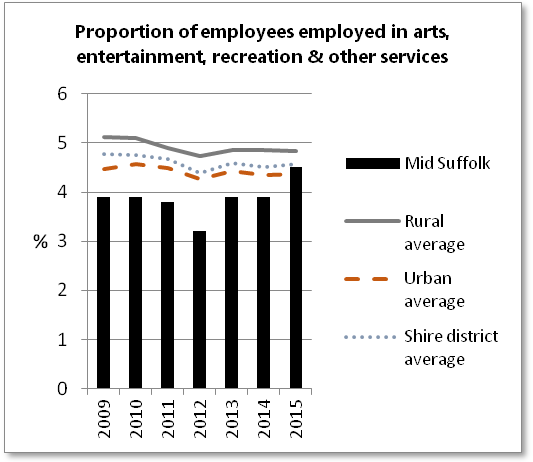 Proportion of employees employed in arts,
entertainment, recreation & other services
6
5
4
3
2
1
0
%
2009
2010
2011
2012
2013
2014
2015
Mid Suffolk
Rural
average
Urban
average
Shire district
average